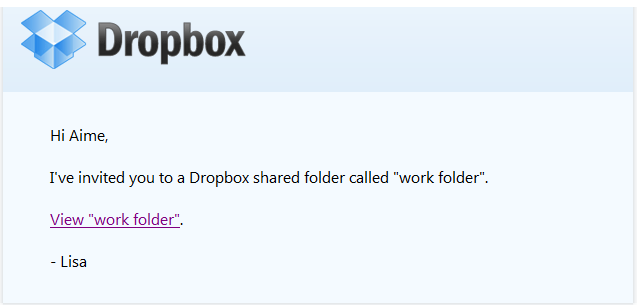 Dropbox
Hi Aime,
I've invited you to a Dropbox shared folder called "work folder".
View "work folder".
- Lisa